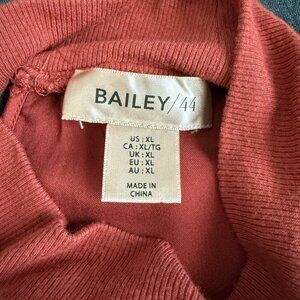 BAILEY/44
US : XL
CA : XL/TG
UK : XL
EU : XL
AU : XL
MADE IN
CHINA